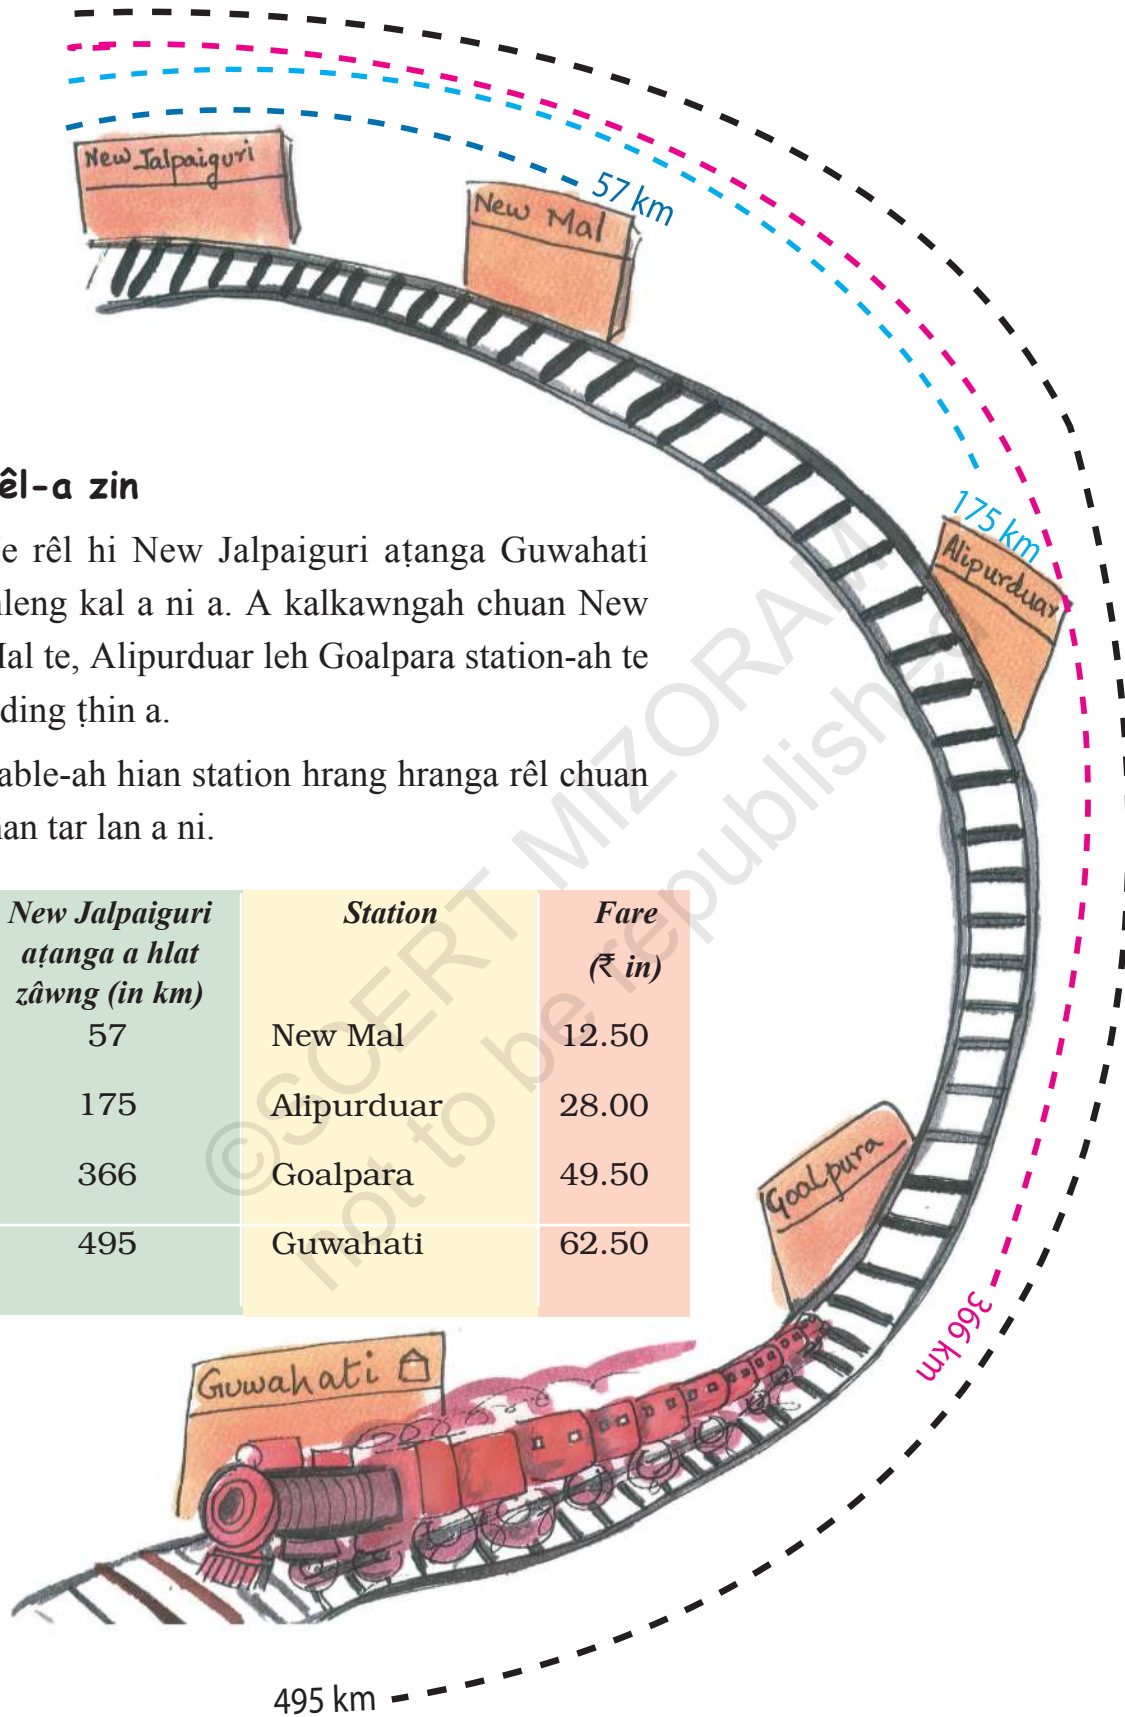 New Jalpaiguri
57 km
New Mal
175 km
Alipurduar
êl-a zin
e rêl hi New Jalpaiguri aṭanga Guwahati
leng kal a ni a. A kalkawngah chuan New
al te, Alipurduar leh Goalpara station-ah te
ding ṭhin a.
able-ah hian station hrang hranga rêl chuan
an tar lan a ni.
New Jalpaiguri aṭanga a hlat zâwng (in km) Station Fare (₹ in)
57 New Mal 12.50
175 Alipurduar 28.00
366 Goalpara 49.50
495 Guwahati 62.50
Goalpura
366 km
Guwahati
495 km
©SCERT MIZORAM
not to be republished